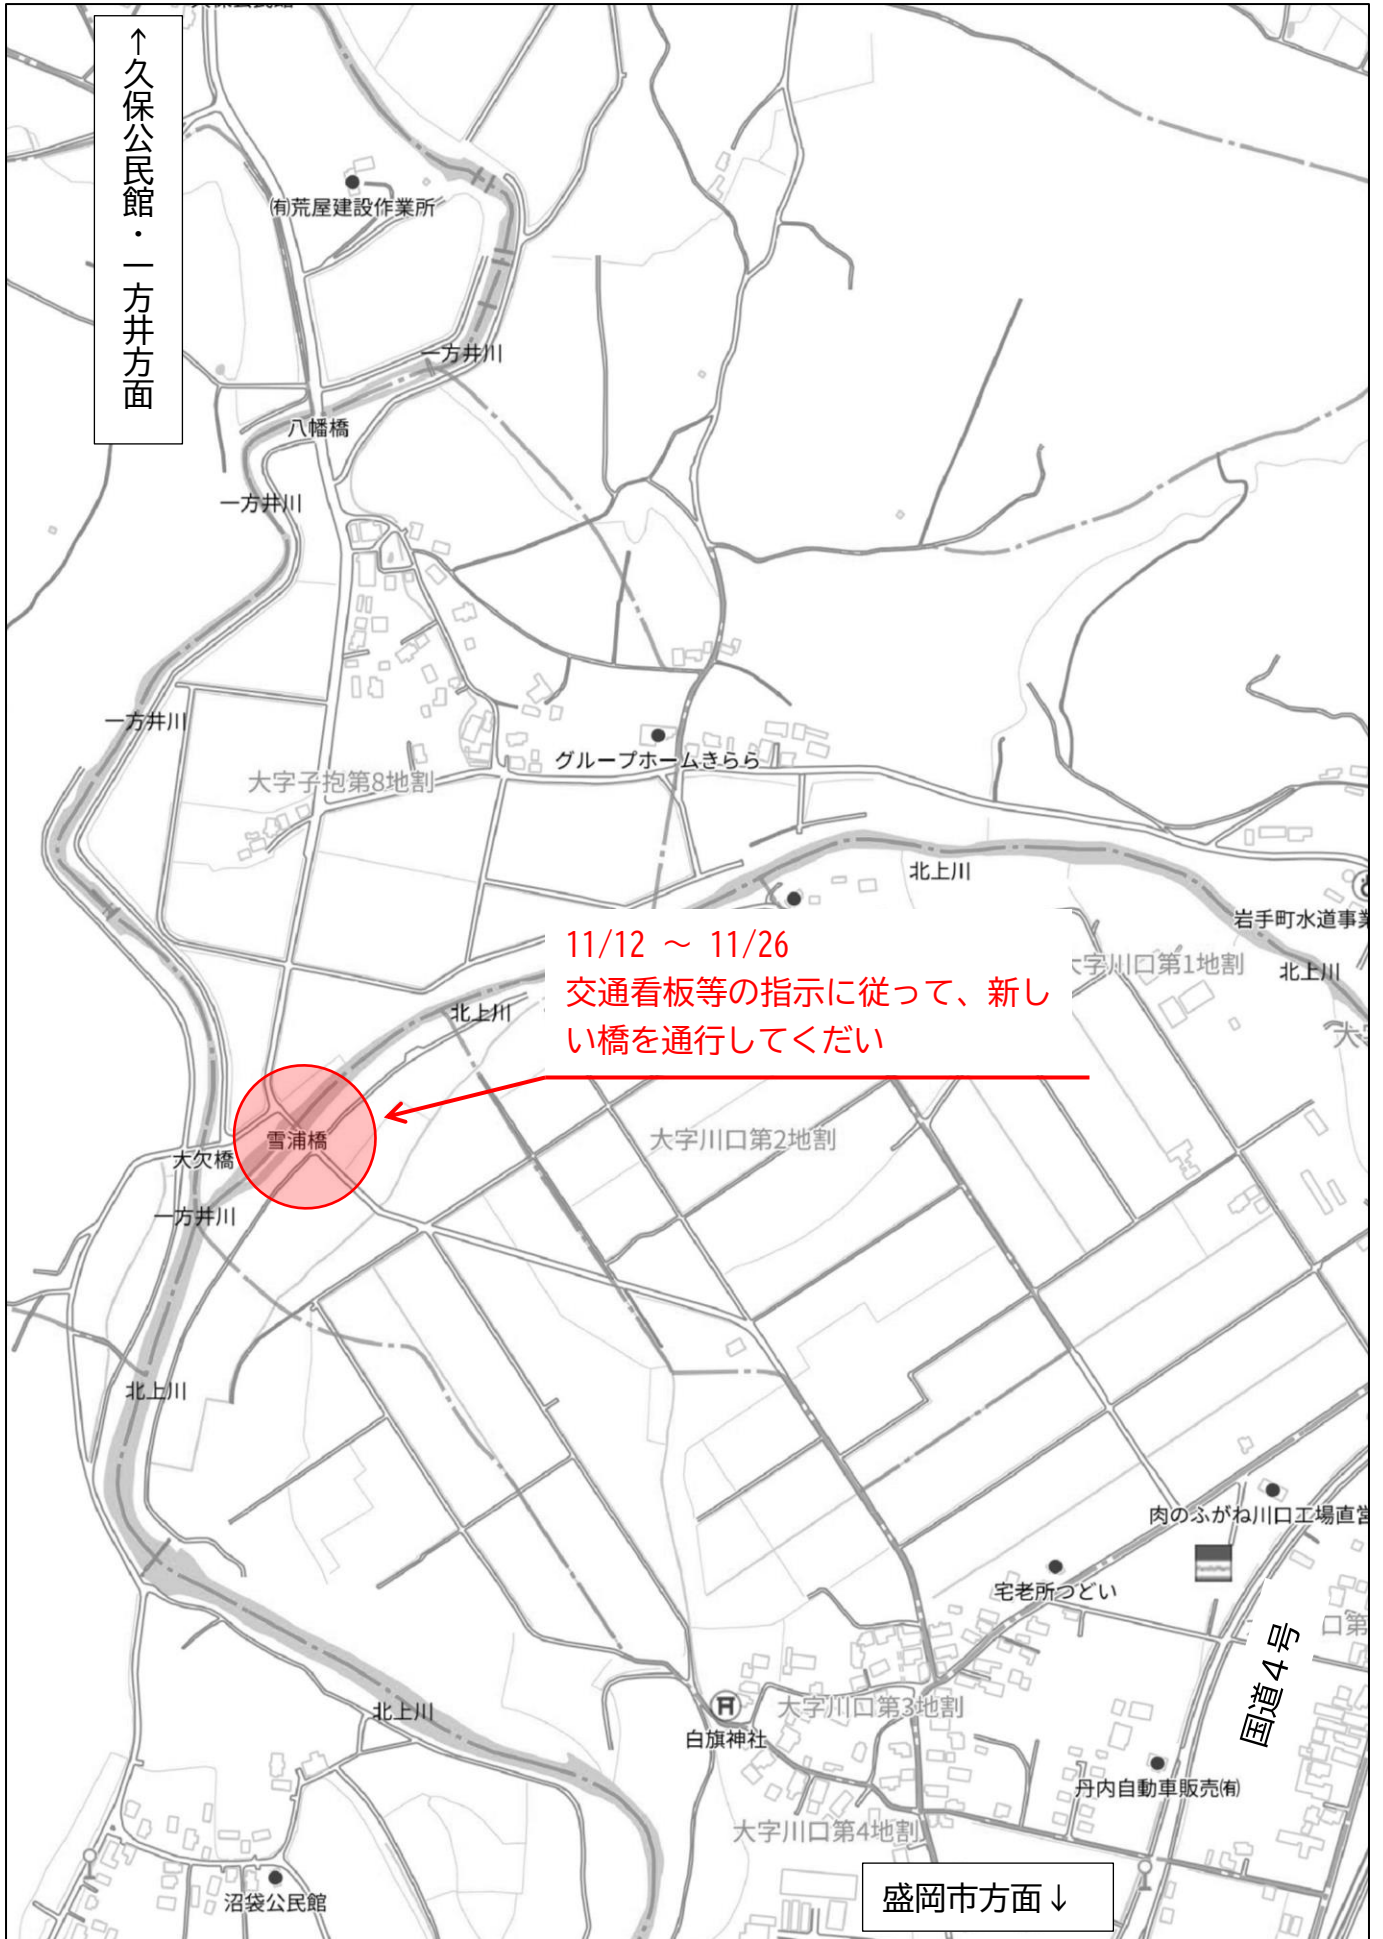 ↑久保公民館・一方井方面
㈲荒屋建設作業所
一方井川
八幡橋
一方井川
一方井川
グループホームきらら
大字子抱第8地割
北上川
岩手町水道事業
11/12 ～ 11/26
交通看板等の指示に従って、新し
い橋を通行してくだい
大字川口第1地割
北上川
北上川
大字川口第2地割
雪浦橋
大欠橋
一方井川
北上川
肉のふがね川口工場直営
宅老所つどい
国道4号
口第
北上川
白旗神社
大字川口第3地割
丹内自動車販売㈲
大字川口第4地割
沼袋公民館
盛岡市方面↓